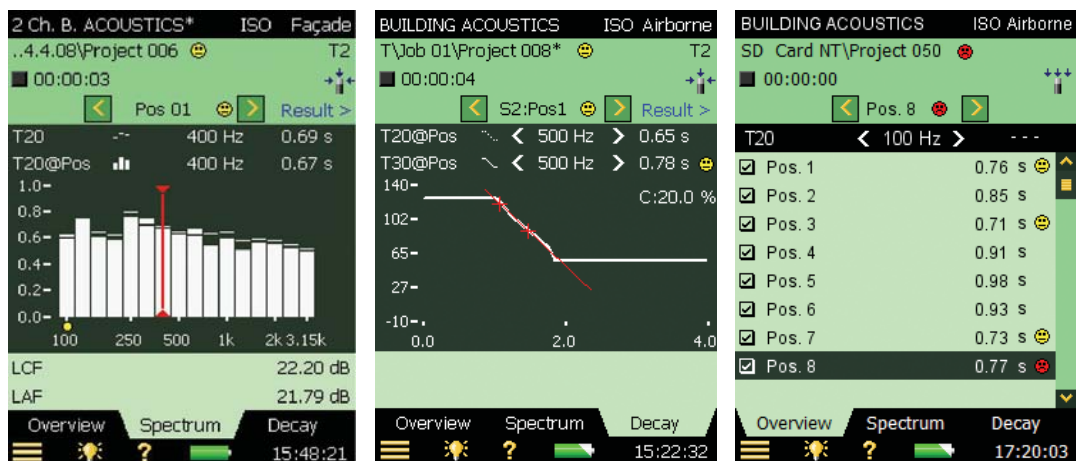 2 Ch. B. ACOUSTICS* ISO Façade
..4.4.08\Project 006 T2
00:00:03
< Pos 01 > Result >
T20 400 Hz 0.69 s
T20@Pos 400 Hz 0.67 s
1.0
0.8
0.6
0.4
0.2
0.0
100 250 500 1k 2k 3.15k
LCF 22.20 dB
LAF 21.79 dB
Overview Spectrum Decay
? 15:48:21
BUILDING ACOUSTICS ISO Airborne
T\Job 01\Project 008* T2
00:00:04
< S2:Pos1 > Result >
T20@Pos < 500 Hz > 0.65 s
T30@Pos < 500 Hz > 0.78 s
140
C:20.0 %
102
65
27
-10
0.0 2.0 4.0
Overview Spectrum Decay
? 15:22:32
BUILDING ACOUSTICS ISO Airborne
SD Card NT\Project 050
00:00:00
< Pos. 8 >
T20 < 100 Hz > ---
Pos. 1 0.76 s
Pos. 2 0.85 s
Pos. 3 0.71 s
Pos. 4 0.91 s
Pos. 5 0.98 s
Pos. 6 0.93 s
Pos. 7 0.73 s
Pos. 8 0.77 s
Overview Spectrum Decay
? 17:20:03